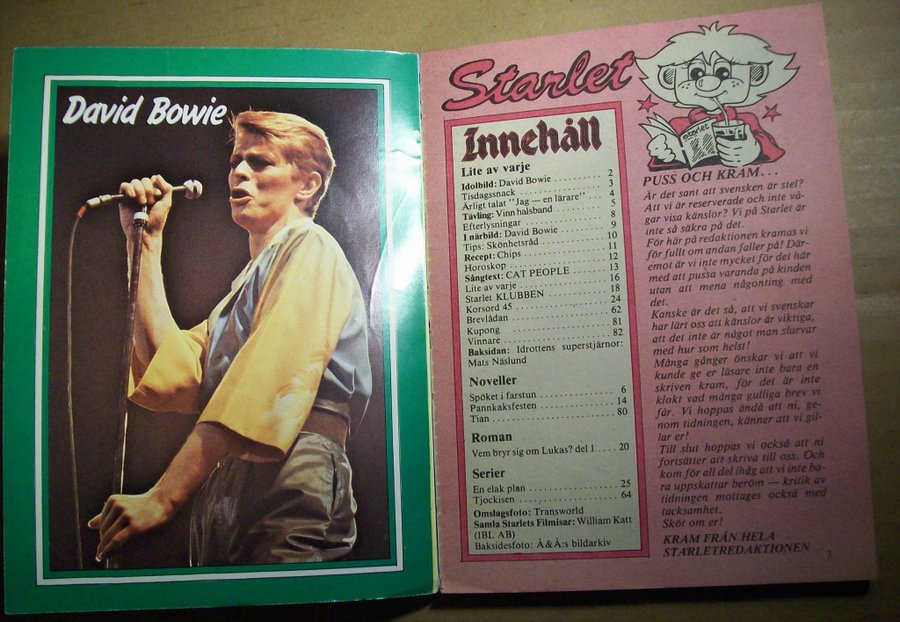 David Bowie
Starlet
Innehåll
Lite av varje
Idolbild: David Bowie . . . . . . . . . . . 2
Tisdagssnack . . . . . . . . . . . 3
Ärligt talat "Jag — en lärare" . . . . 4
Tävling: Vinn halsband . . . . . . . . . . . 5
Efterlysningar . . . . . . . . . . . 8
I närbild: David Bowie . . . . . . . . . . . 9
Tips: Skönhetsråd . . . . . . . . . . . 10
Recept: Chips . . . . . . . . . . . 11
Horoskop . . . . . . . . . . . 12
Sångtext: CAT PEOPLE . . . . . . . . . . . 13
Lite av varje . . . . . . . . . . . 16
Starlet KLUBBEN . . . . . . . . . . . 18
Korsord 45 . . . . . . . . . . . 24
Brevlådan . . . . . . . . . . . 62
Kupong . . . . . . . . . . . 81
Vinnare . . . . . . . . . . . 82
Baksidan: Idrottens superstjärnor:
Mats Näslund
Noveller
Spöket i farstun . . . . . . . . . . . 6
Pannkaksfesten . . . . . . . . . . . 14
Tian . . . . . . . . . . . 80
Roman
Vem bryr sig om Lukas? del 1 . . . . 20
Serier
En elak plan . . . . . . . . . . . 25
Tjockisen . . . . . . . . . . . 64
Omslagsfoto: Transworld
Samla Starlets Filmisar: William Katt
(IBL AB)
Baksidesfoto: Å&Å:s bildarkiv
starlet
PUSS OCH KRAM . . .
Är det sant att svensken är stel?
Att vi är reserverade och inte vå-
gar visa känslor? Vi på Starlet är
inte så säkra på det.
För här på redaktionen kramas vi
för fullt om andan faller på! Där-
emot är vi inte mycket för det här
med att pussa varandra på kinden
utan att mena någonting med
det.
Kanske är det så, att vi svenskar
har lärt oss att känslor är viktiga,
att det inte är något man slarvar
med hur som helst!
Många gånger önskar vi att vi
kunde ge er läsare inte bara en
skriven kram, för det är inte
klokt vad många gulliga brev vi
får. Vi hoppas ändå att ni, ge-
nom tidningen, känner att vi gil-
lar er!
Till slut hoppas vi också att ni
fortsätter att skriva till oss. Och
kom för all del ihåg att vi inte ba-
ra uppskattar beröm — kritik av
tidningen mottages också med
tacksamhet.
Sköt om er!
KRAM FRÅN HELA
STARLETREDAKTIONEN
3